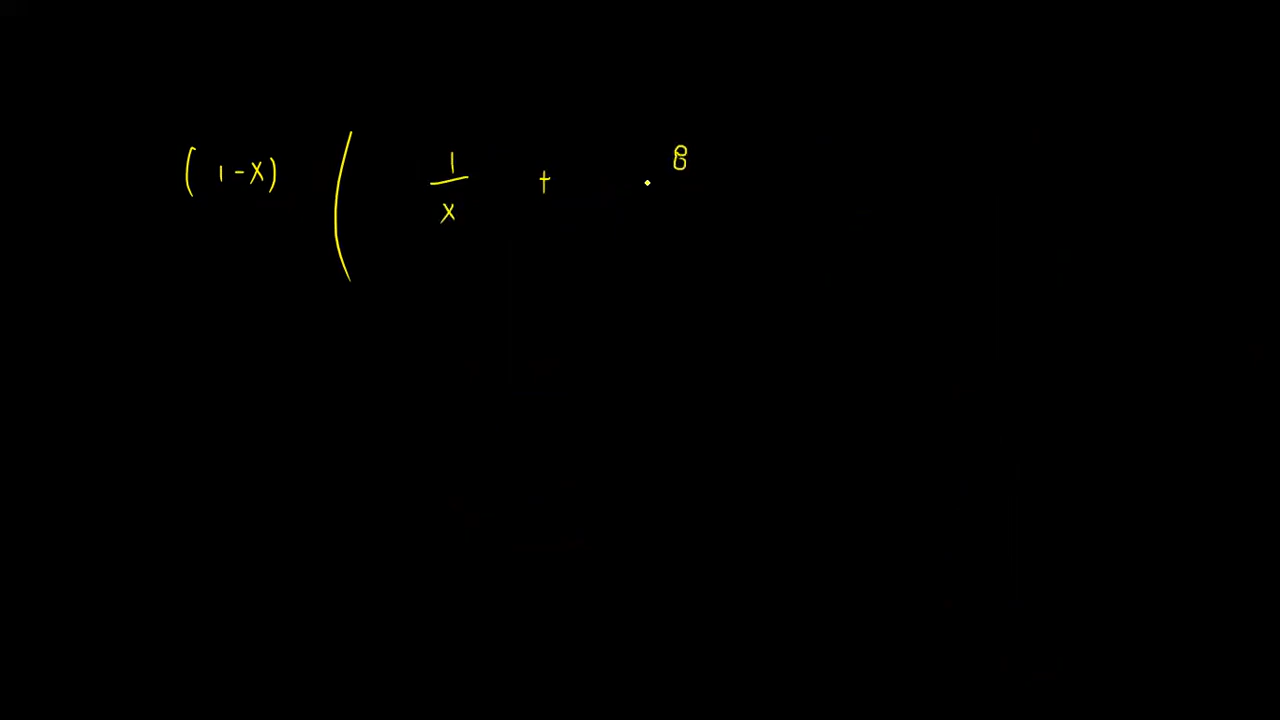 (1-x) ( 1/x + 8